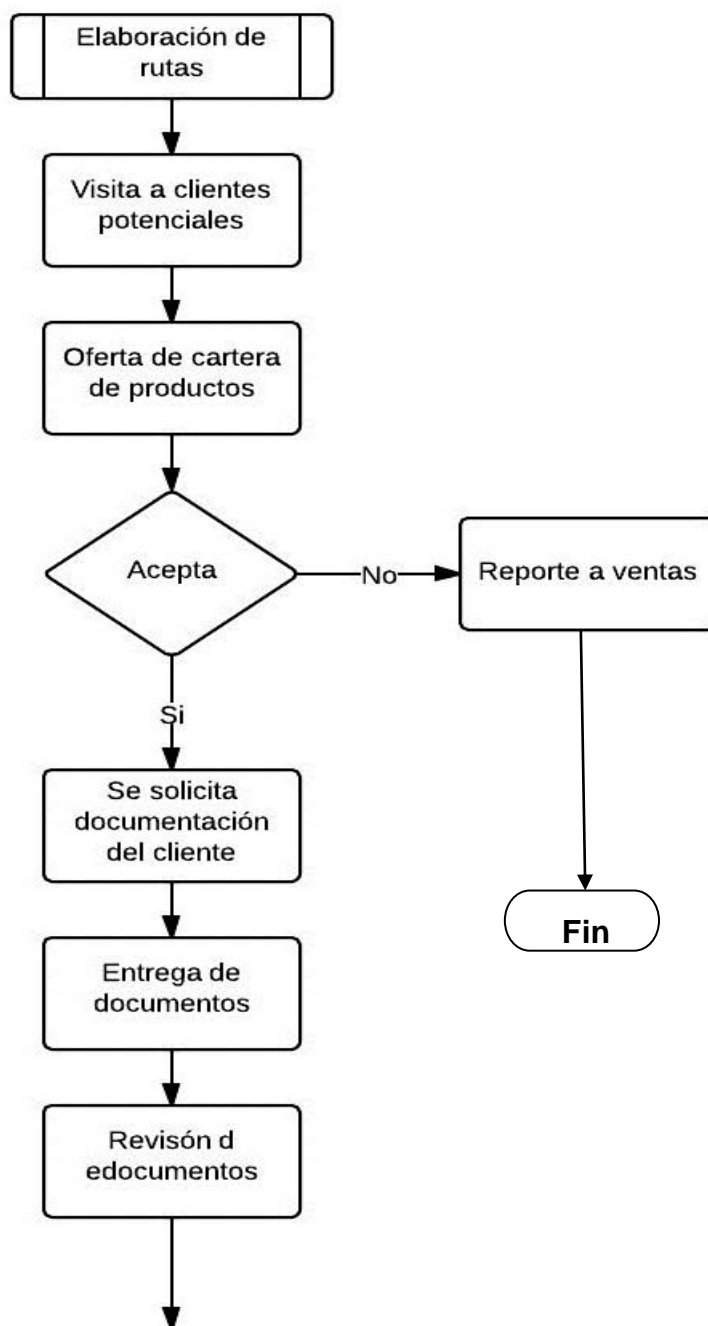 Elaboración de
rutas
Visita a clientes
potenciales
Oferta de cartera
de productos
Acepta
No
Reporte a ventas
Si
Se solicita
documentación
del cliente
Fin
Entrega de
documentos
Revisón d
edocumentos